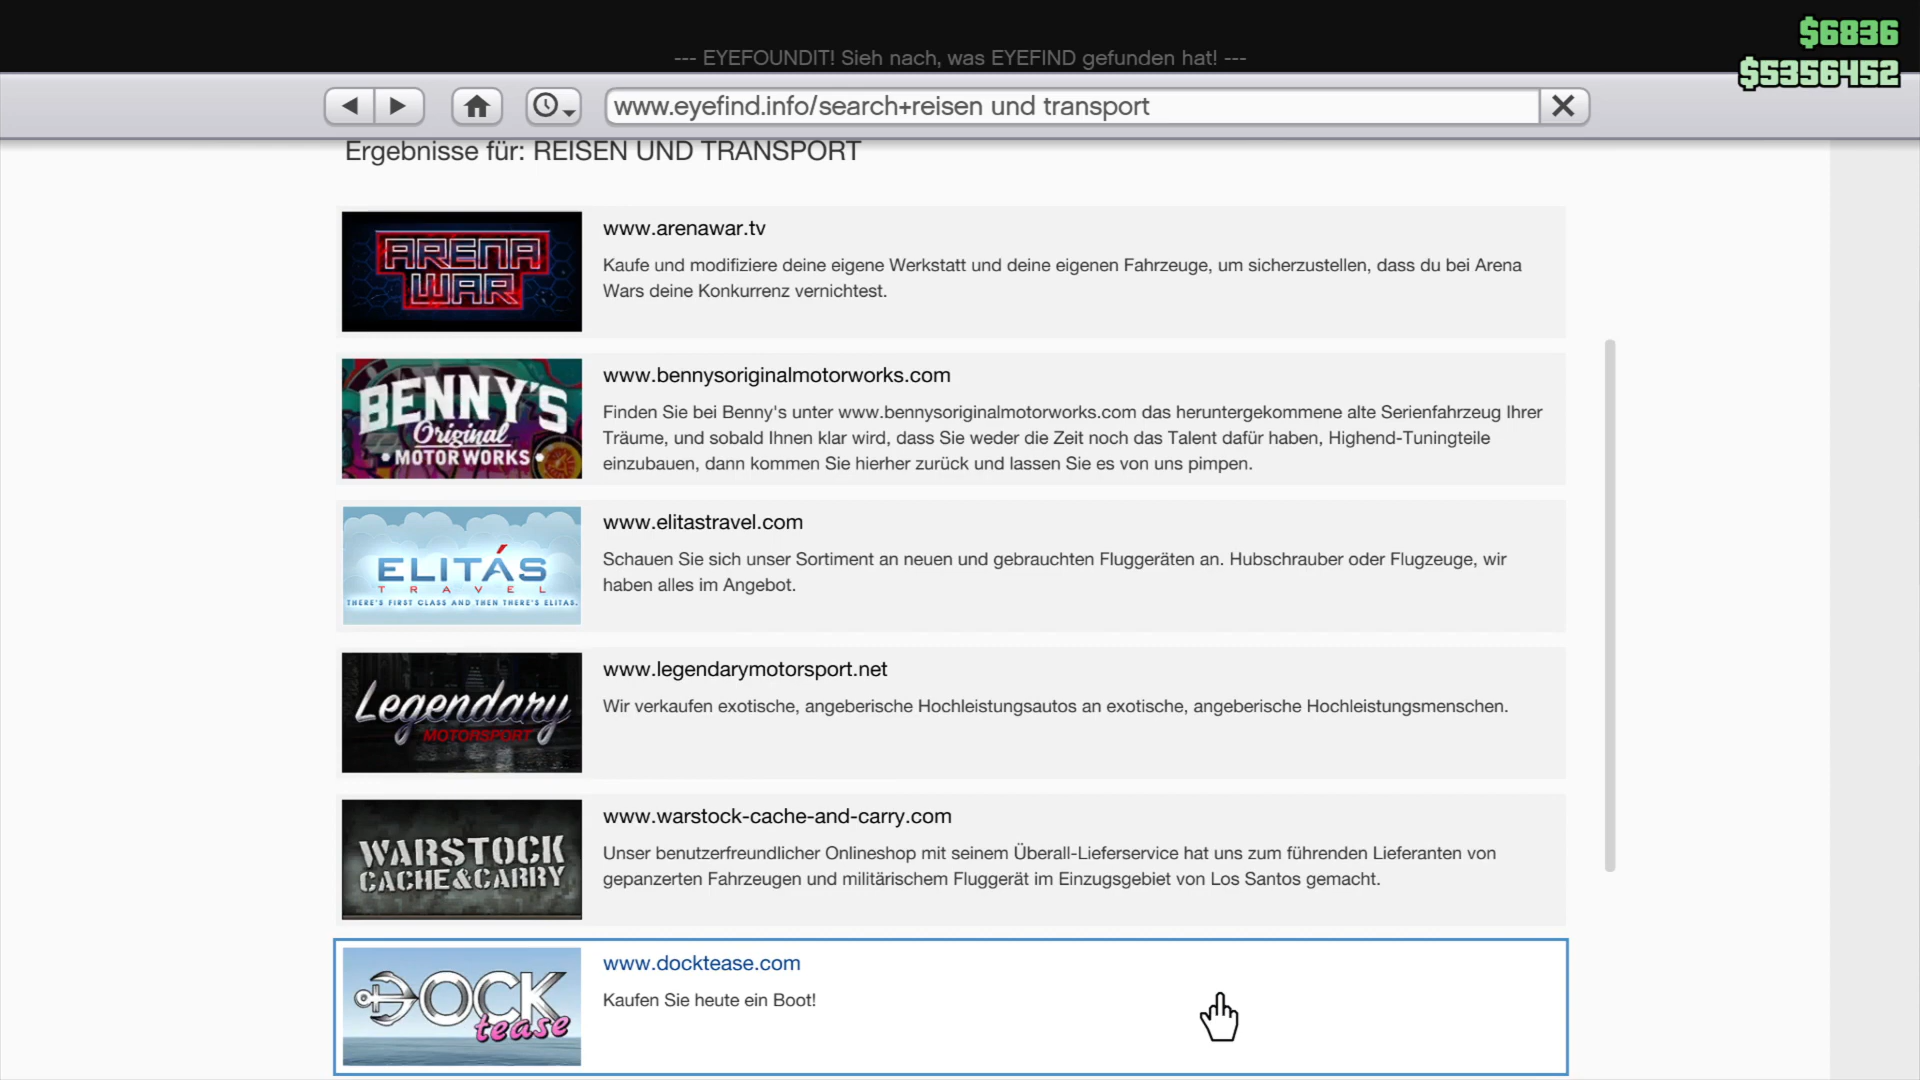 $6836
$5356452
--- EYEFOUNDIT! Sieh nach, was EYEFIND gefunden hat! ---
www.eyefind.info/search+reisen und transport
Ergebnisse für: REISEN UND TRANSPORT
ARENA
WAR
www.arenawar.tv
Kaufe und modifiziere deine eigene Werkstatt und deine eigenen Fahrzeuge, um sicherzustellen, dass du bei Arena
Wars deine Konkurrenz vernichtest.
BENNY'S
Original
• MOTOR WORKS •
www.bennysoriginalmotorworks.com
Finden Sie bei Benny's unter www.bennysoriginalmotorworks.com das heruntergekommene alte Serienfahrzeug Ihrer
Träume, und sobald Ihnen klar wird, dass Sie weder die Zeit noch das Talent dafür haben, Highend-Tuningteile
einzubauen, dann kommen Sie hierher zurück und lassen Sie es von uns pimpen.
ELITÁS
TRAVEL
THERE'S FIRST CLASS AND THEN THERE'S ELITAS.
www.elitastravel.com
Schauen Sie sich unser Sortiment an neuen und gebrauchten Fluggeräten an. Hubschrauber oder Flugzeuge, wir
haben alles im Angebot.
Legendary
MOTORSPORT
www.legendarymotorsport.net
Wir verkaufen exotische, angeberische Hochleistungsautos an exotische, angeberische Hochleistungsmenschen.
WARSTOCK
CACHE&CARRY
www.warstock-cache-and-carry.com
Unser benutzerfreundlicher Onlineshop mit seinem Überall-Lieferservice hat uns zum führenden Lieferanten von
gepanzerten Fahrzeugen und militärischem Fluggerät im Einzugsgebiet von Los Santos gemacht.
DOCK
tease
www.docktease.com
Kaufen Sie heute ein Boot!